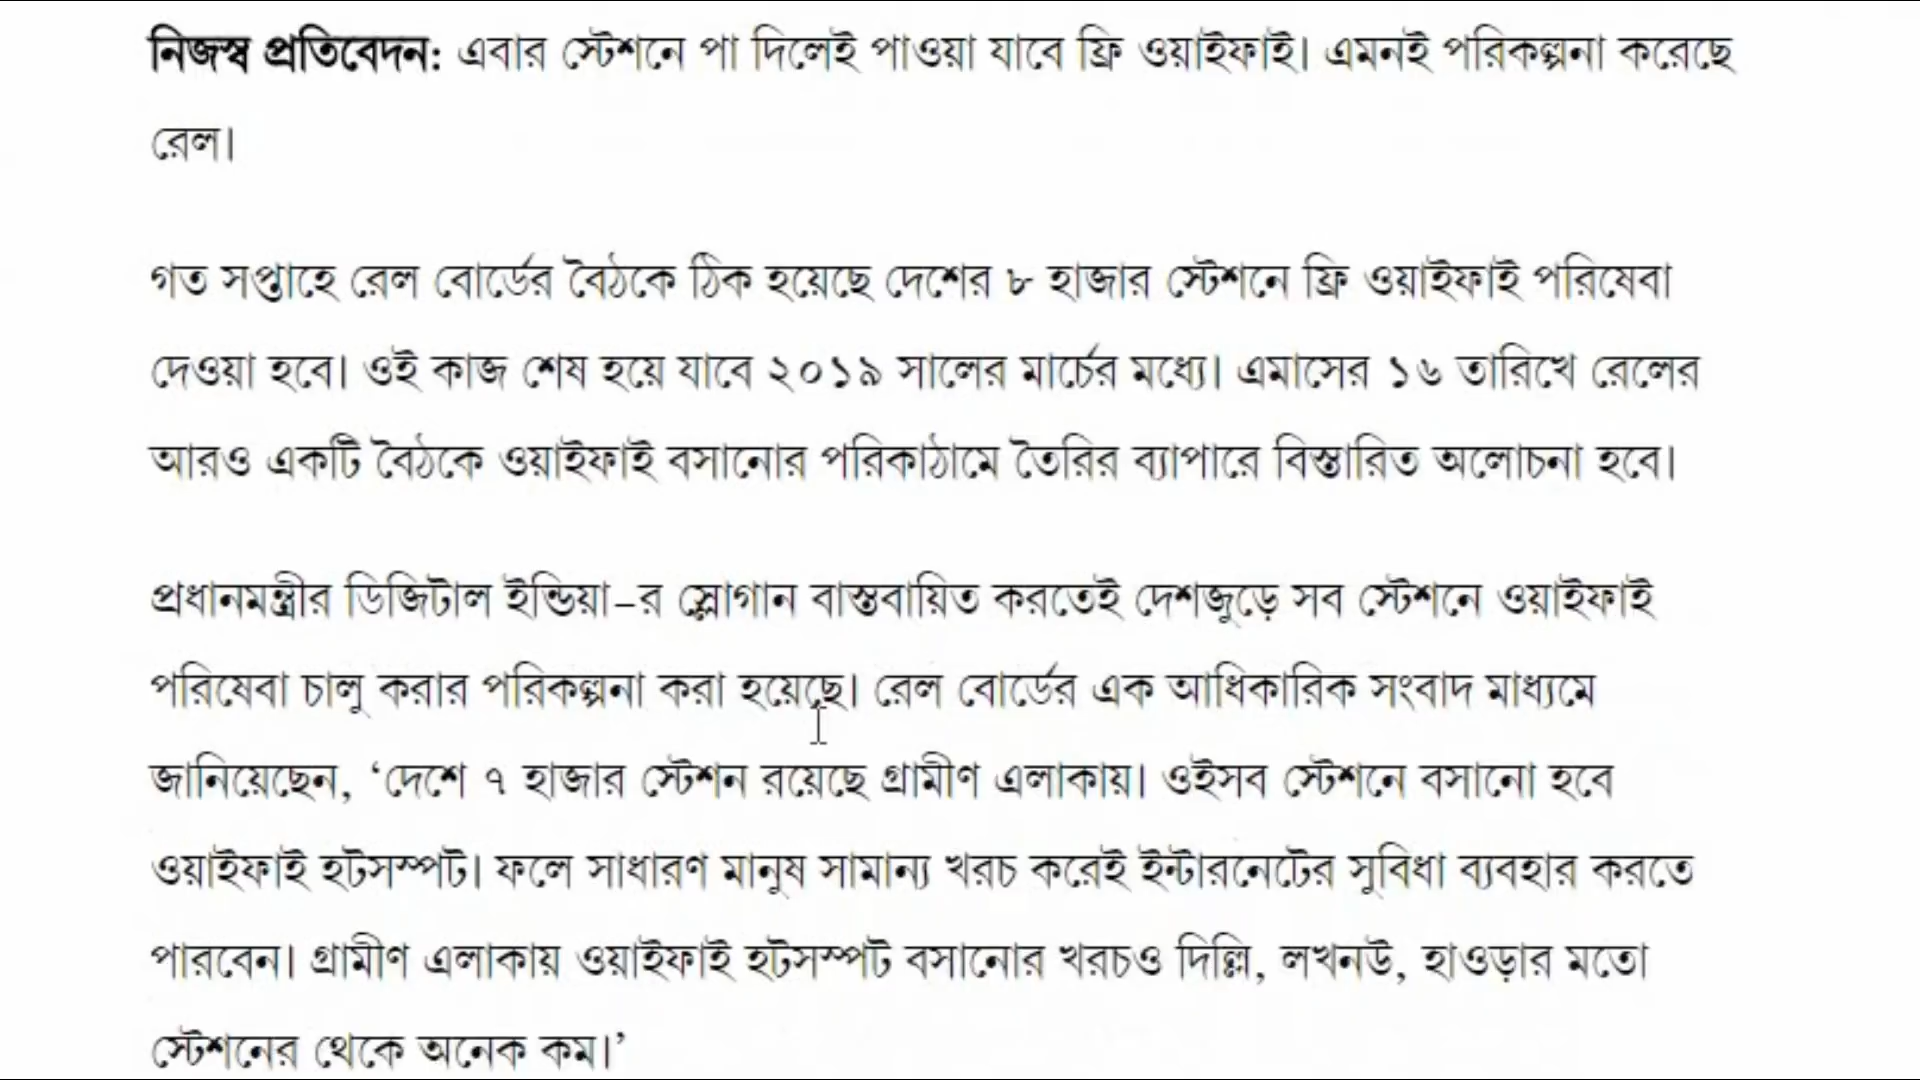 নিজস্ব প্রতিবেদন: এবার স্টেশনে পা দিলেই পাওয়া যাবে ফ্রি ওয়াইফাই। এমনই পরিকল্পনা করেছে
রেল।
গত সপ্তাহে রেল বোর্ডের বৈঠকে ঠিক হয়েছে দেশের ৮ হাজার স্টেশনে ফ্রি ওয়াইফাই পরিষেবা
দেওয়া হবে। ওই কাজ শেষ হয়ে যাবে ২০১৯ সালের মার্চের মধ্যে। এমাসের ১৬ তারিখে রেলের
আরও একটি বৈঠকে ওয়াইফাই বসানোর পরিকাঠামে তৈরির ব্যাপারে বিস্তারিত অলোচনা হবে।
প্রধানমন্ত্রীর ডিজিটাল ইন্ডিয়া–র স্লোগান বাস্তবায়িত করতেই দেশজুড়ে সব স্টেশনে ওয়াইফাই
পরিষেবা চালু করার পরিকল্পনা করা হয়েছে। রেল বোর্ডের এক আধিকারিক সংবাদ মাধ্যমে
জানিয়েছেন, ‘দেশে ৭ হাজার স্টেশন রয়েছে গ্রামীণ এলাকায়। ওইসব স্টেশনে বসানো হবে
ওয়াইফাই হটসস্পট। ফলে সাধারণ মানুষ সামান্য খরচ করেই ইন্টারনেটের সুবিধা ব্যবহার করতে
পারবেন। গ্রামীণ এলাকায় ওয়াইফাই হটসস্পট বসানোর খরচও দিল্লি, লখনউ, হাওড়ার মতো
স্টেশনের থেকে অনেক কম।’